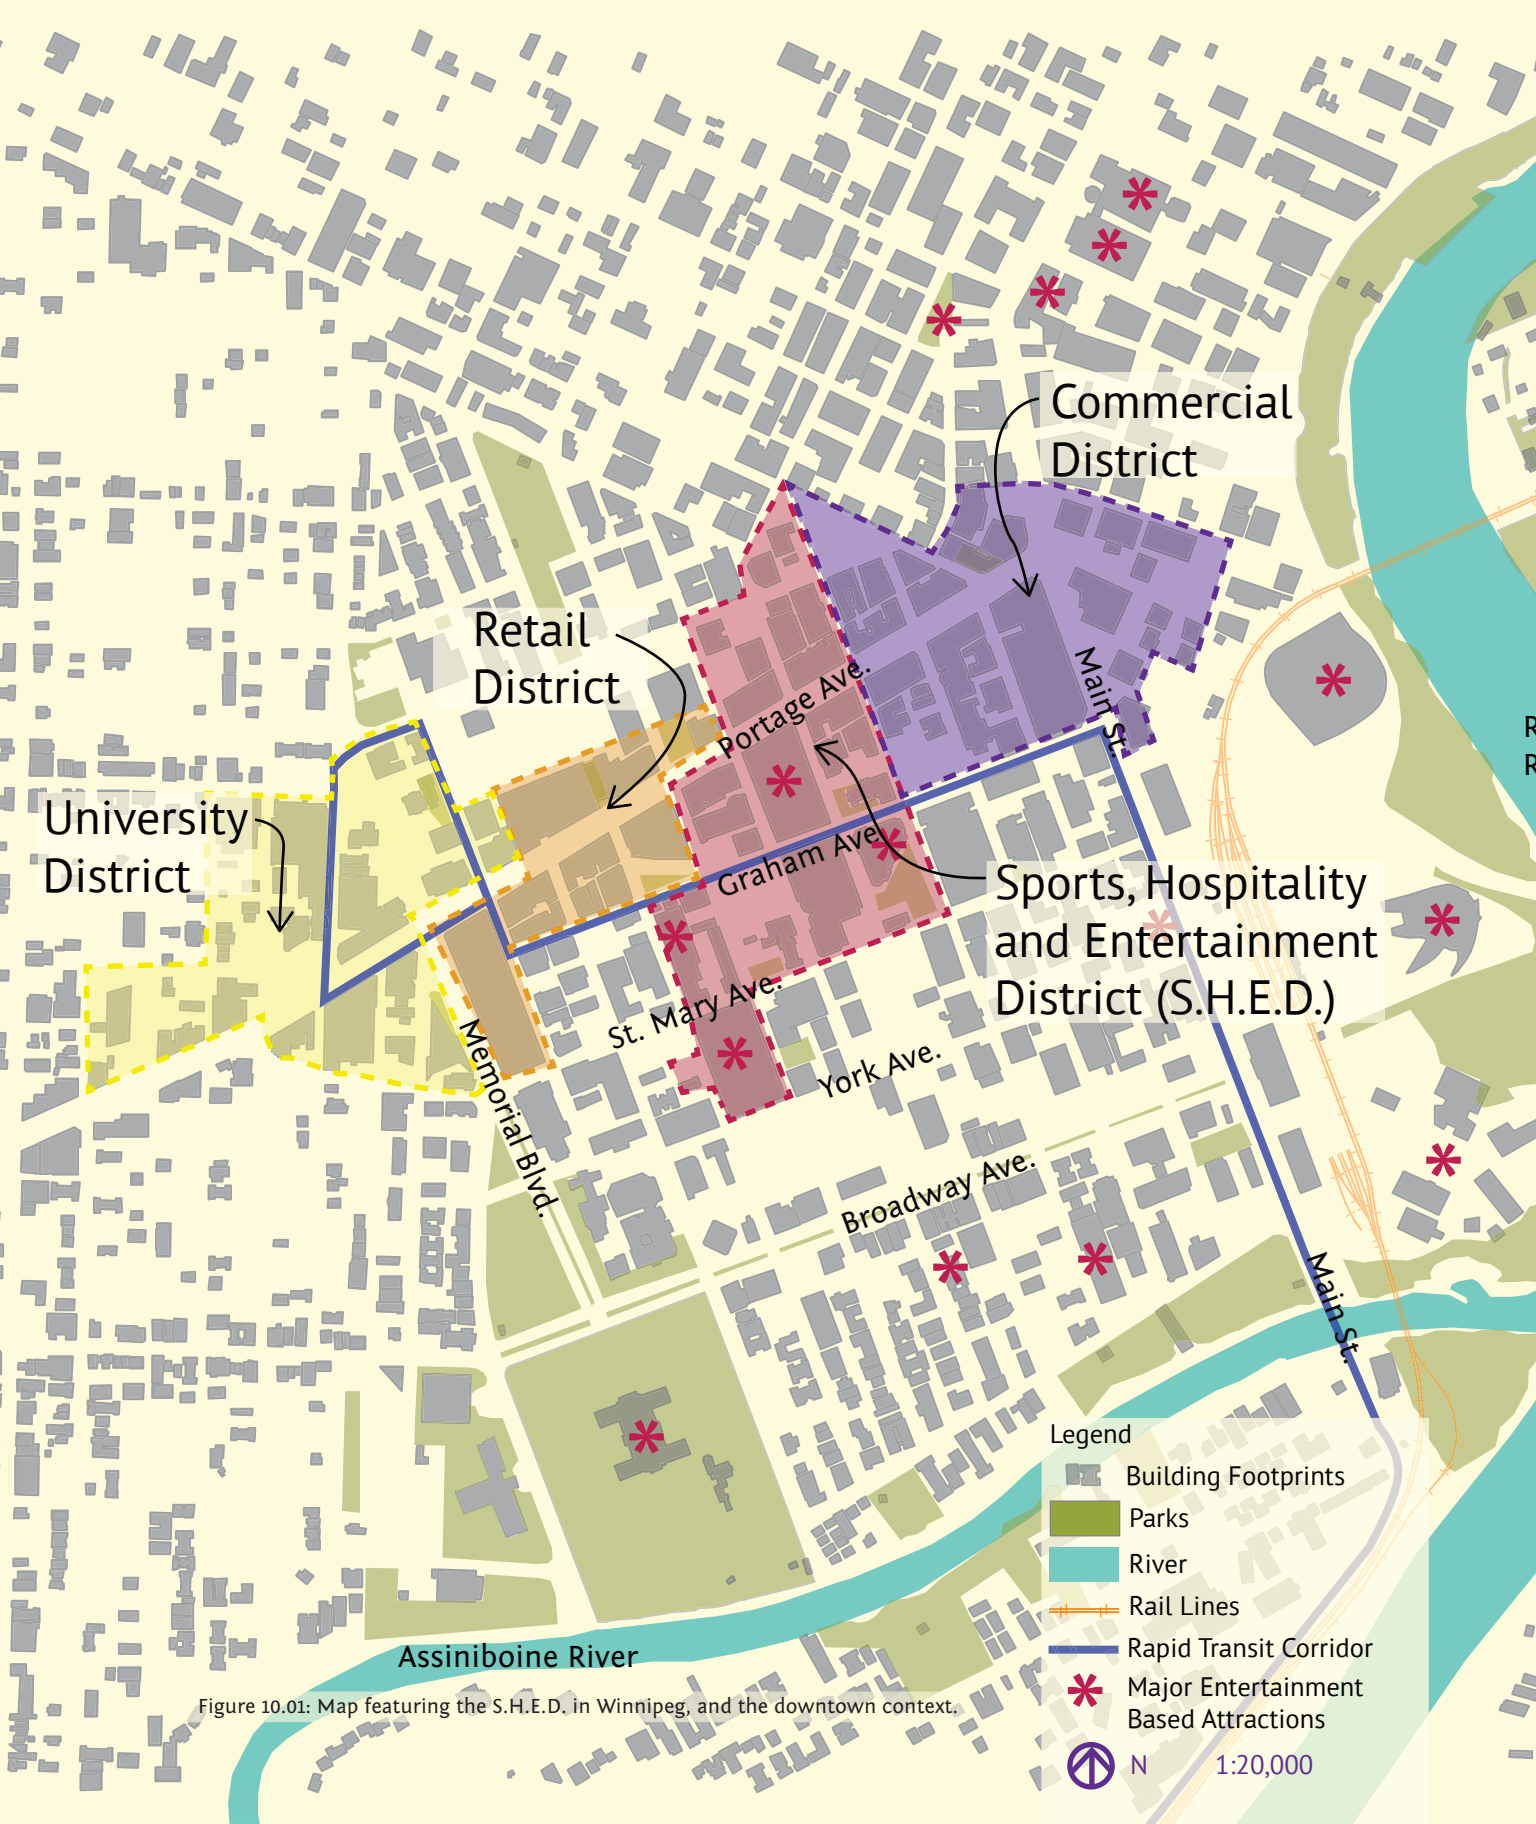 Commercial
District
Retail
District
Main St.
Portage Ave.
University
District
Graham Ave.
Sports, Hospitality
and Entertainment
District (S.H.E.D.)
St. Mary Ave.
York Ave.
Memorial Blvd.
Broadway Ave.
Main St.
Assiniboine River
Figure 10.01: Map featuring the S.H.E.D. in Winnipeg, and the downtown context.
Legend
Building Footprints
Parks
River
Rail Lines
Rapid Transit Corridor
Major Entertainment
Based Attractions
N 1:20,000
R
R